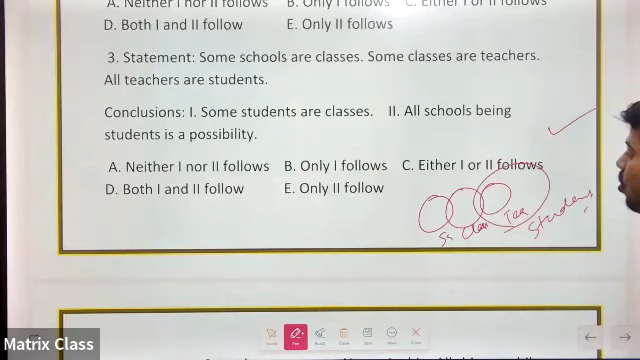 A. Neither I nor II follows B. Only I follows C. Either I or II follows
D. Both I and II follow E. Only II follows
3. Statement: Some schools are classes. Some classes are teachers.
All teachers are students.
Conclusions: I. Some students are classes. II. All schools being
students is a possibility.
A. Neither I nor II follows B. Only I follows C. Either I or II follows
D. Both I and II follow E. Only II follow
Sc Class Tea Students
Matrix Class
Pen
Close